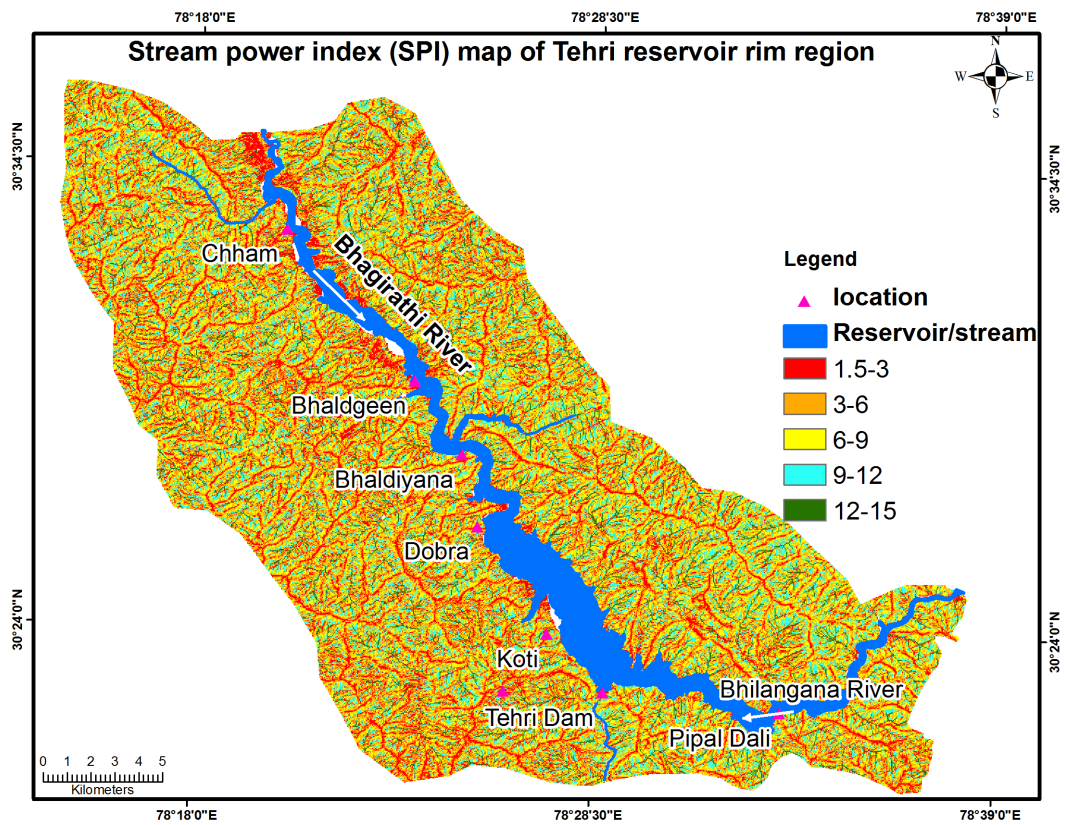 78°18'0"E
78°28'30"E
78°39'0"E
Stream power index (SPI) map of Tehri reservoir rim region
N
W E
S
30°34'30"N
30°34'30"N
Chham
Bhagirathi River
Legend
location
Reservoir/stream
1.5-3
3-6
6-9
9-12
12-15
Bhaldgeen
Bhaldiyana
Dobra
30°24'0"N
30°24'0"N
Koti
Bhilangana River
Tehri Dam
Pipal Dali
0 1 2 3 4 5
Kilometers
78°18'0"E
78°28'30"E
78°39'0"E